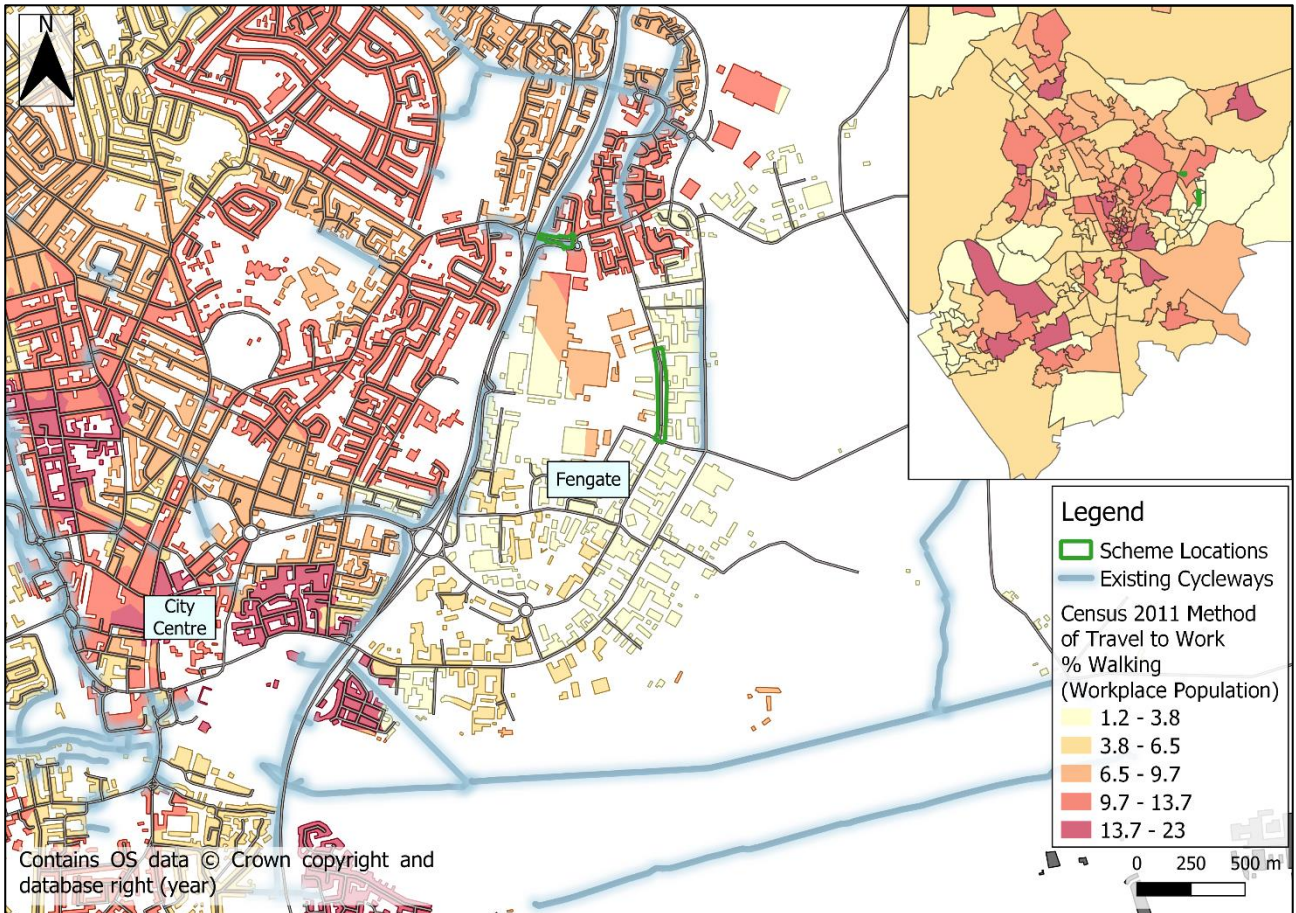 N
Fengate
City
Centre
Legend
Scheme Locations
Existing Cycleways
Census 2011 Method
of Travel to Work
% Walking
(Workplace Population)
1.2 - 3.8
3.8 - 6.5
6.5 - 9.7
9.7 - 13.7
13.7 - 23
0 250 500 m
Contains OS data © Crown copyright and
database right (year)